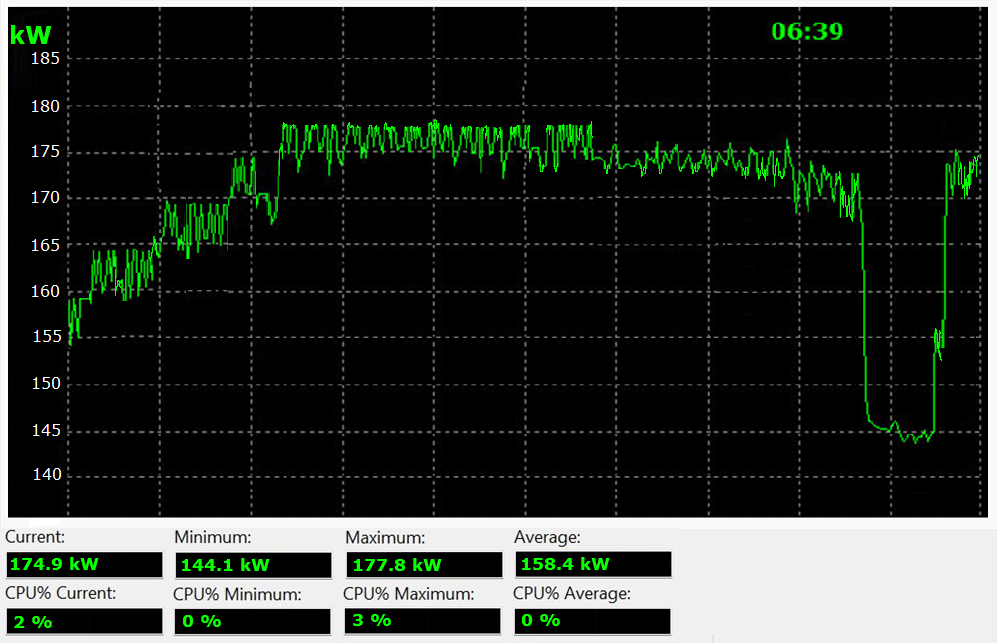 kW
06:39
185
180
175
170
165
160
155
150
145
140
Current: Minimum: Maximum: Average:
174.9 kW 144.1 kW 177.8 kW 158.4 kW
CPU% Current: CPU% Minimum: CPU% Maximum: CPU% Average:
2 % 0 % 3 % 0 %